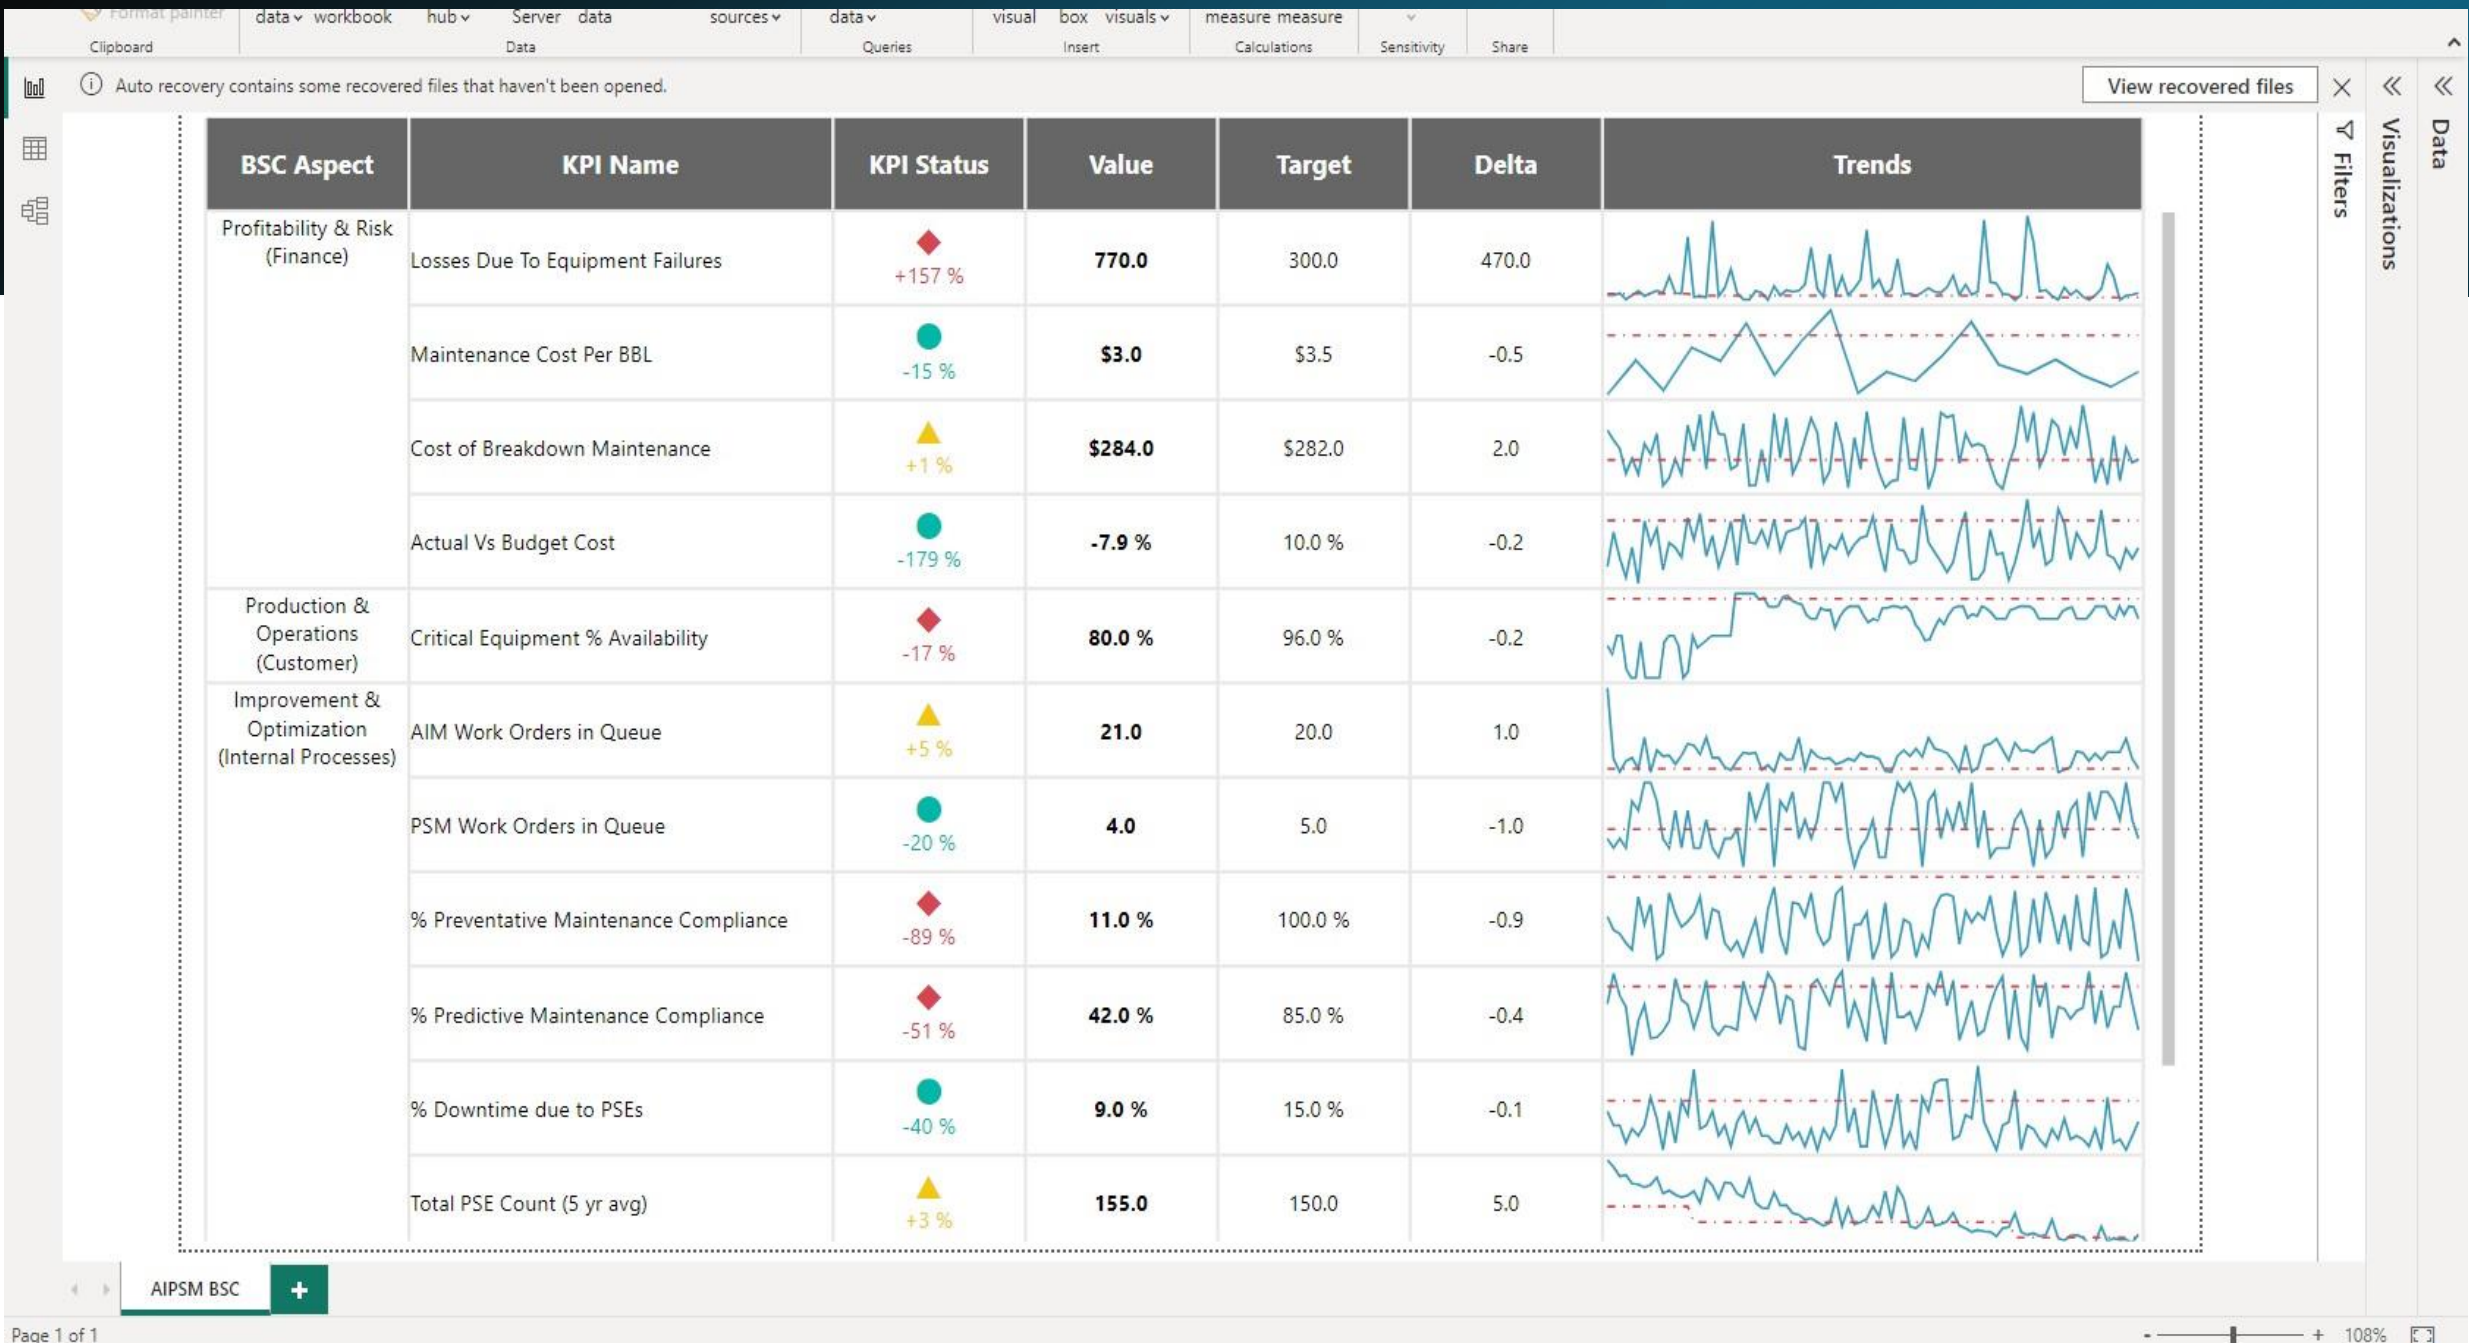 Format painter
data workbook hub Server data sources data visual box visuals measure measure
Clipboard Data Queries Insert Calculations Sensitivity Share
Auto recovery contains some recovered files that haven't been opened. View recovered files
BSC Aspect KPI Name KPI Status Value Target Delta Trends
Profitability & Risk
(Finance)
Losses Due To Equipment Failures +157 % 770.0 300.0 470.0
Maintenance Cost Per BBL -15 % $3.0 $3.5 -0.5
Cost of Breakdown Maintenance +1 % $284.0 $282.0 2.0
Actual Vs Budget Cost -179 % -7.9 % 10.0 % -0.2
Production &
Operations
(Customer)
Critical Equipment % Availability -17 % 80.0 % 96.0 % -0.2
Improvement &
Optimization
(Internal Processes)
AIM Work Orders in Queue +5 % 21.0 20.0 1.0
PSM Work Orders in Queue -20 % 4.0 5.0 -1.0
% Preventative Maintenance Compliance -89 % 11.0 % 100.0 % -0.9
% Predictive Maintenance Compliance -51 % 42.0 % 85.0 % -0.4
% Downtime due to PSEs -40 % 9.0 % 15.0 % -0.1
Total PSE Count (5 yr avg) +3 % 155.0 150.0 5.0
Filters
Visualizations
Data
AIPSM BSC +
Page 1 of 1
- + 108%